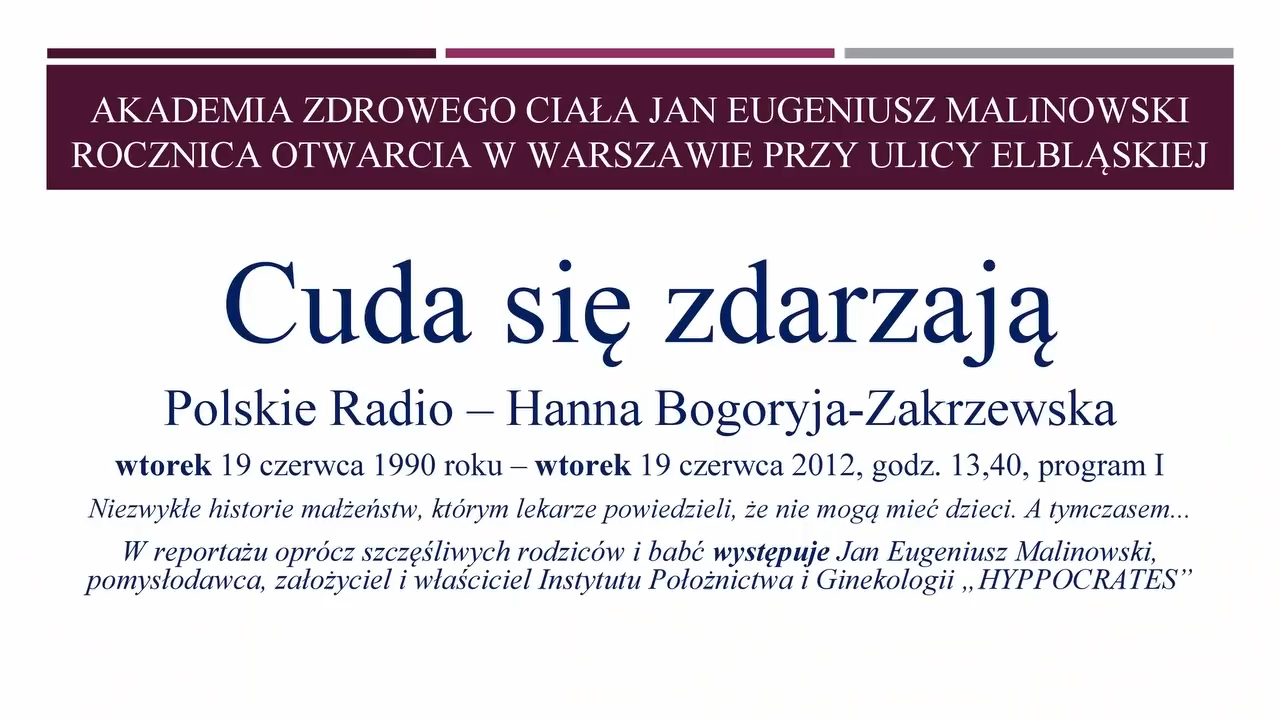 AKADEMIA ZDROWEGO CIAŁA JAN EUGENIUSZ MALINOWSKI
ROCZNICA OTWARCIA W WARSZAWIE PRZY ULICY ELBLĄSKIEJ
Cuda się zdarzają
Polskie Radio – Hanna Bogoryja-Zakrzewska
wtorek 19 czerwca 1990 roku – wtorek 19 czerwca 2012, godz. 13,40, program I
Niezwykłe historie małżeństw, którym lekarze powiedzieli, że nie mogą mieć dzieci. A tymczasem...
W reportażu oprócz szczęśliwych rodziców i babć występuje Jan Eugeniusz Malinowski,
pomysłodawca, założyciel i właściciel Instytutu Położnictwa i Ginekologii „HYPPOCRATES”